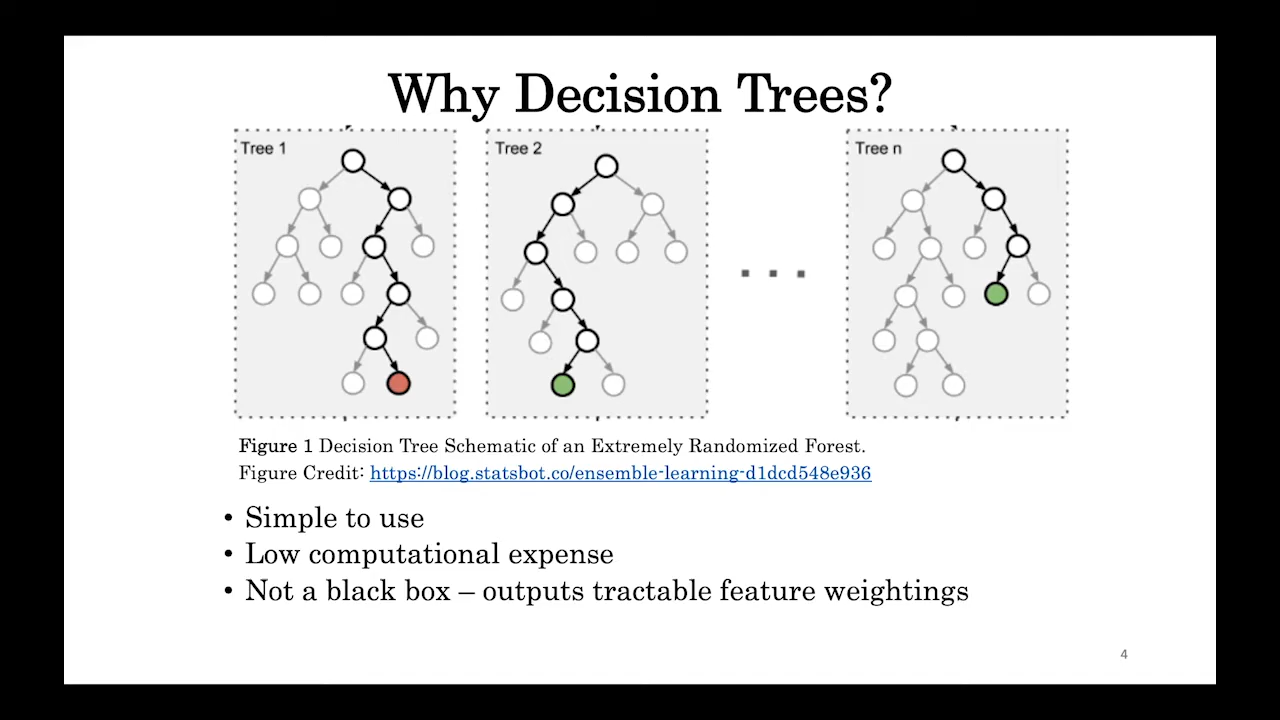 Why Decision Trees?
Tree 1
Tree 2
Tree n
Figure 1 Decision Tree Schematic of an Extremely Randomized Forest.
Figure Credit: https://blog.statsbot.co/ensemble-learning-d1dcd548e936
• Simple to use
• Low computational expense
• Not a black box – outputs tractable feature weightings
4